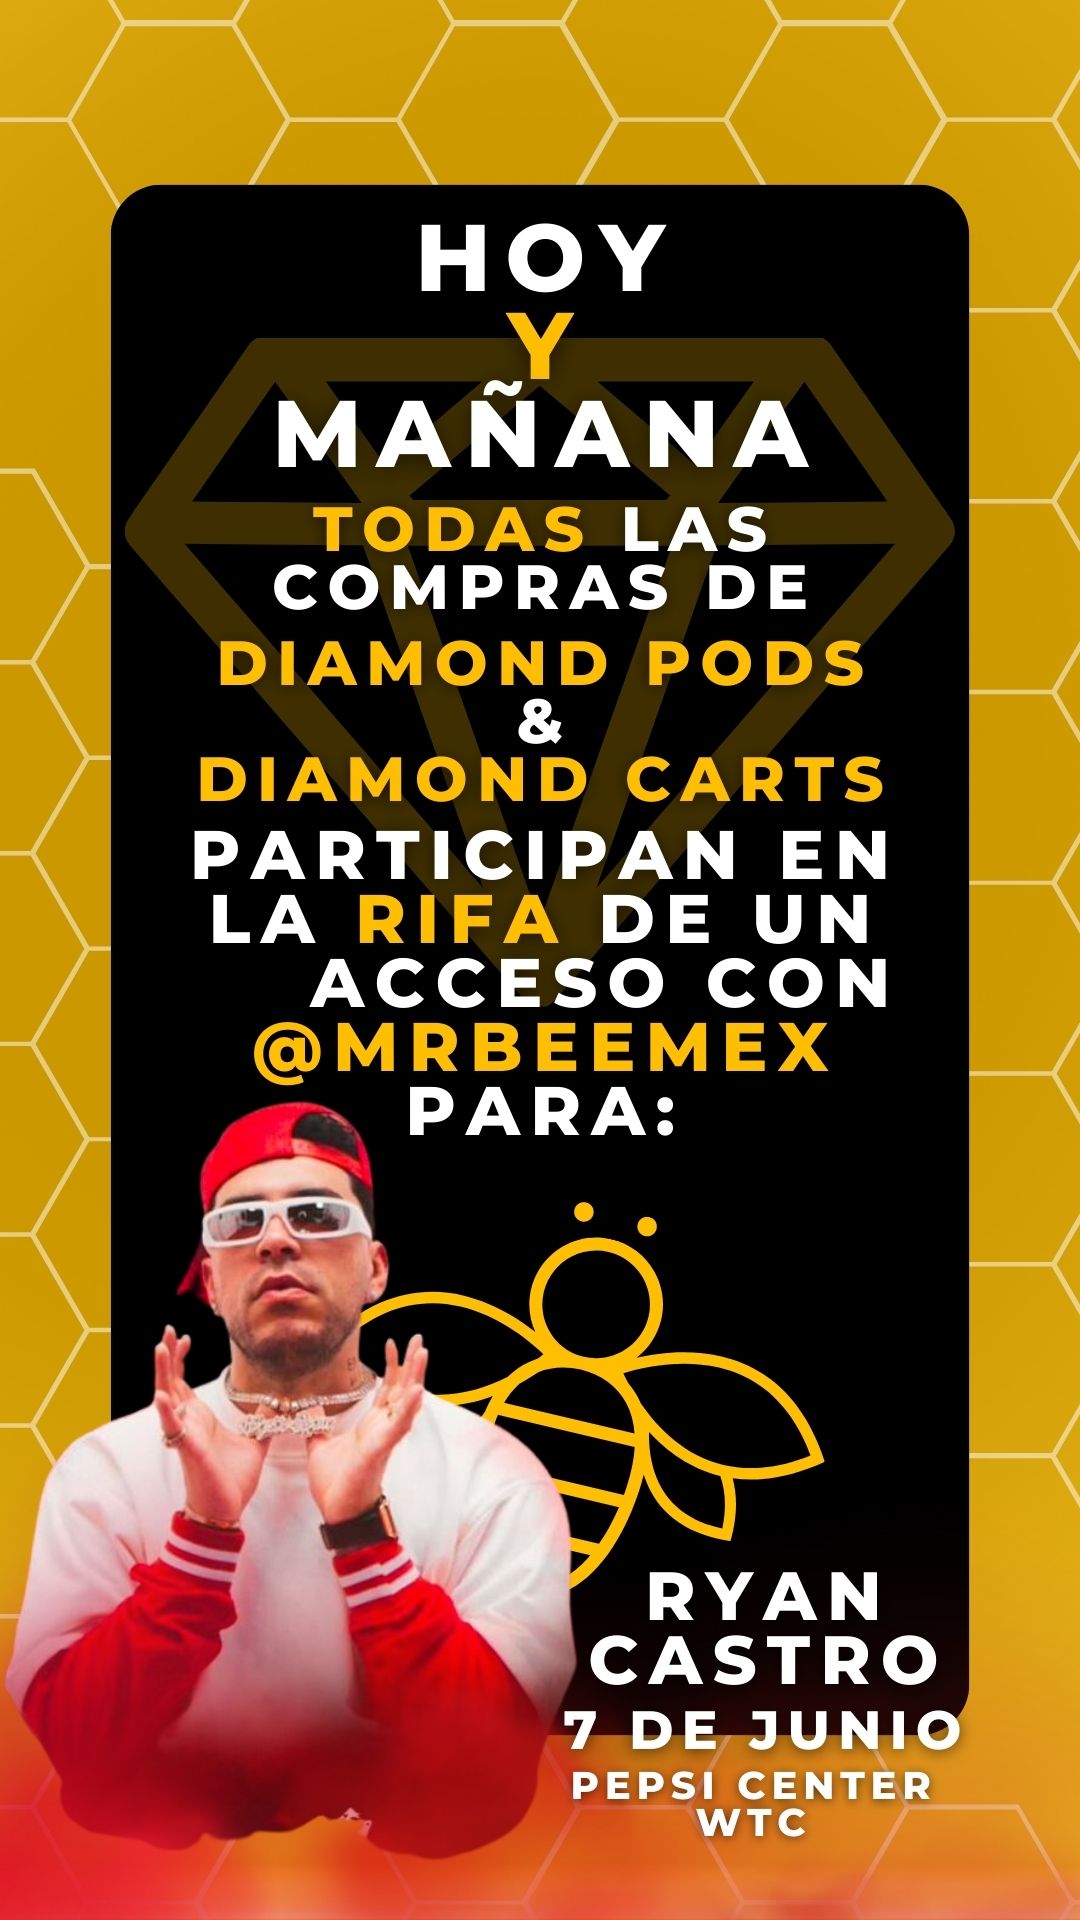 HOY
Y
MAÑANA
TODAS LAS
COMPRAS DE
DIAMOND PODS
&
DIAMOND CARTS
PARTICIPAN EN
LA RIFA DE UN
ACCESO CON
@MRBEEMEX
PARA:
RYAN
CASTRO
7 DE JUNIO
PEPSI CENTER
WTC